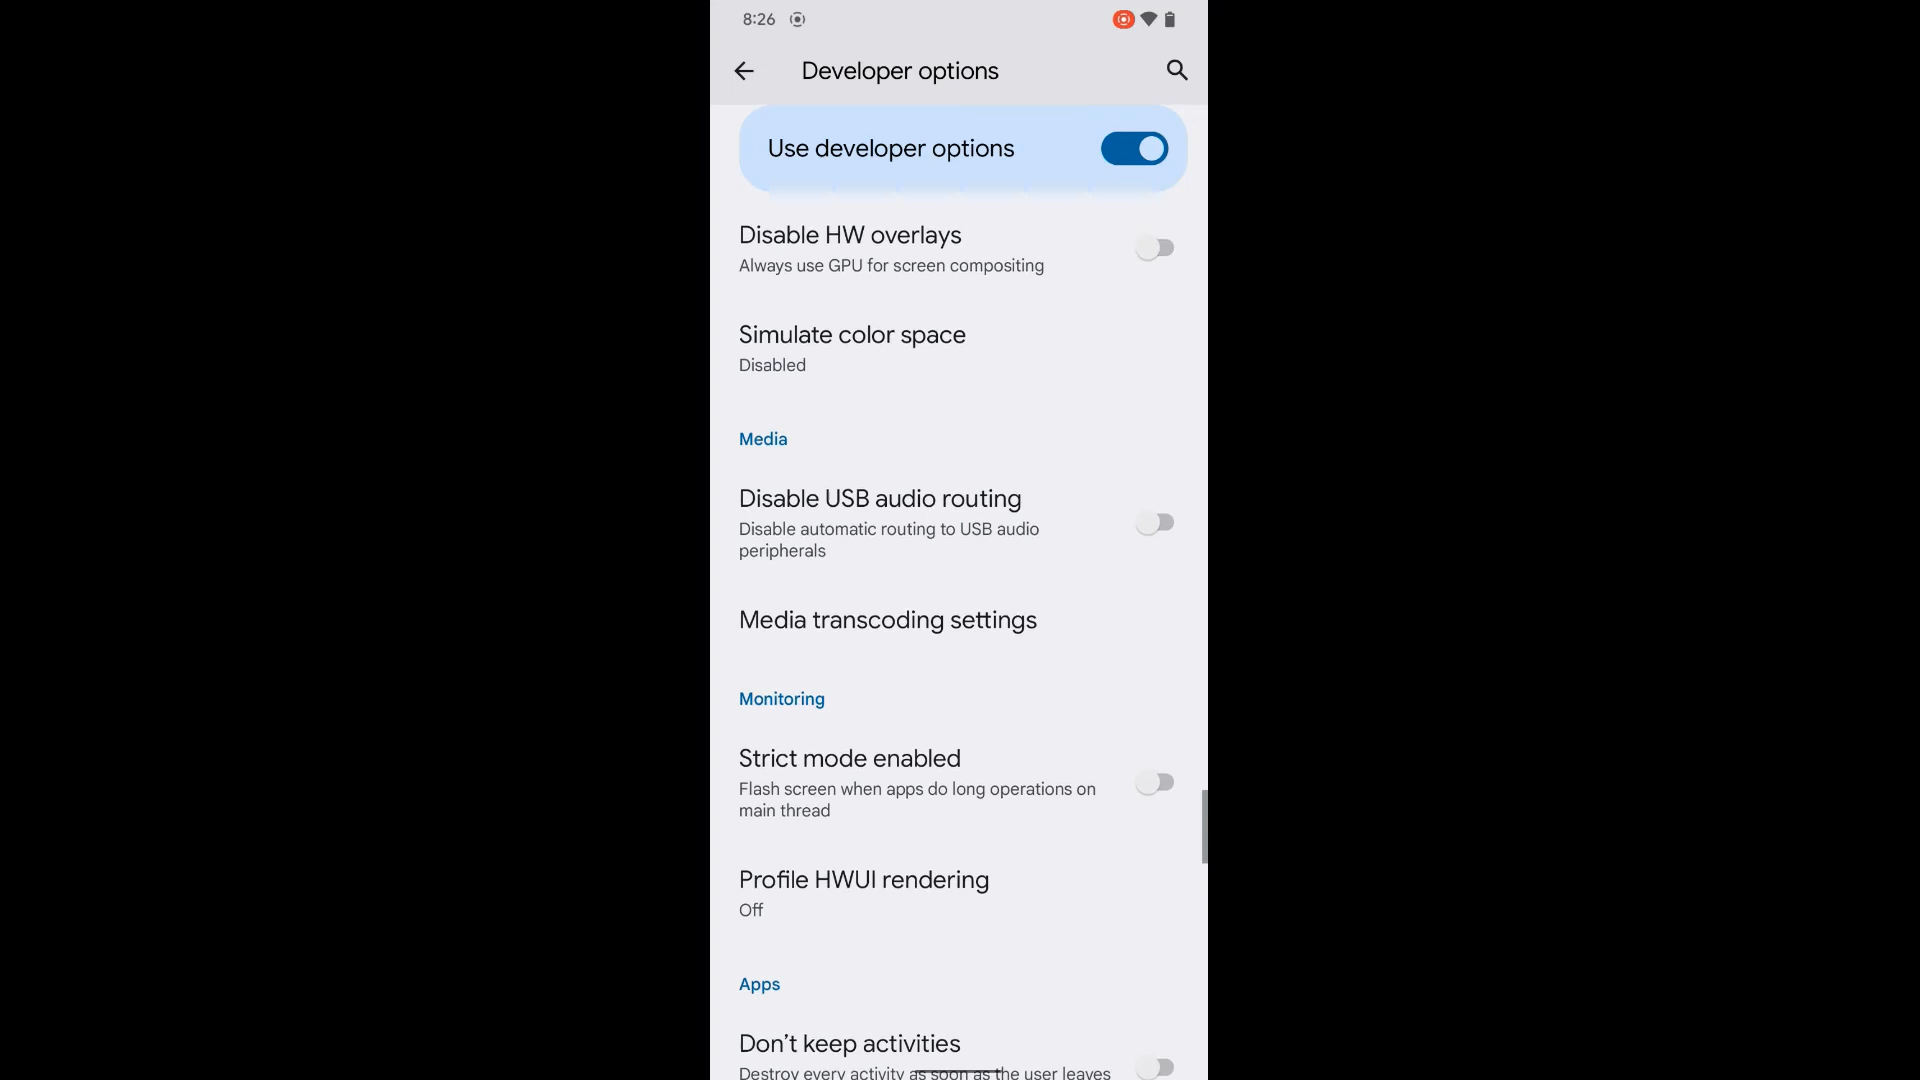 8:26
Developer options
Use developer options
Disable HW overlays
Always use GPU for screen compositing
Simulate color space
Disabled
Media
Disable USB audio routing
Disable automatic routing to USB audio
peripherals
Media transcoding settings
Monitoring
Strict mode enabled
Flash screen when apps do long operations on
main thread
Profile HWUI rendering
Off
Apps
Don’t keep activities
Destroy every activity as soon as the user leaves